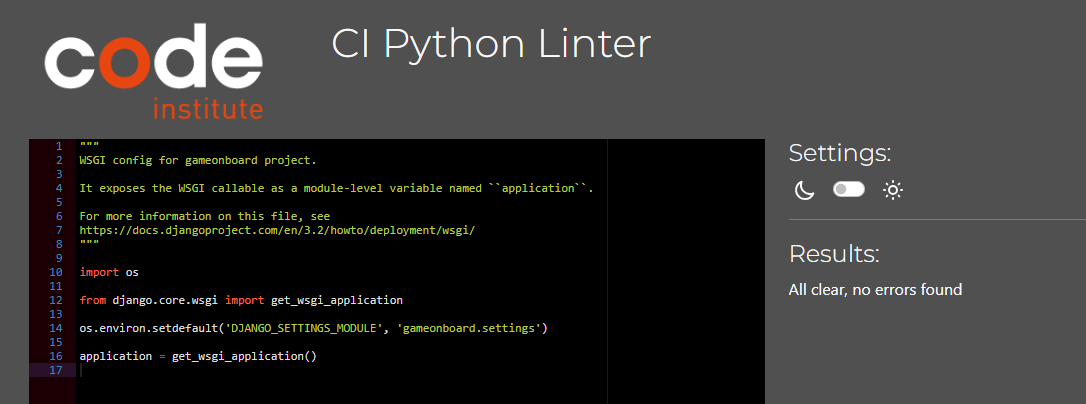 code
institute
CI Python Linter
1 """
2 WSGI config for gameonboard project.
3
4 It exposes the WSGI callable as a module-level variable named ``application``.
5
6 For more information on this file, see
7 https://docs.djangoproject.com/en/3.2/howto/deployment/wsgi/
8 """
9
10 import os
11
12 from django.core.wsgi import get_wsgi_application
13
14 os.environ.setdefault('DJANGO_SETTINGS_MODULE', 'gameonboard.settings')
15
16 application = get_wsgi_application()
17
Settings:
Results:
All clear, no errors found